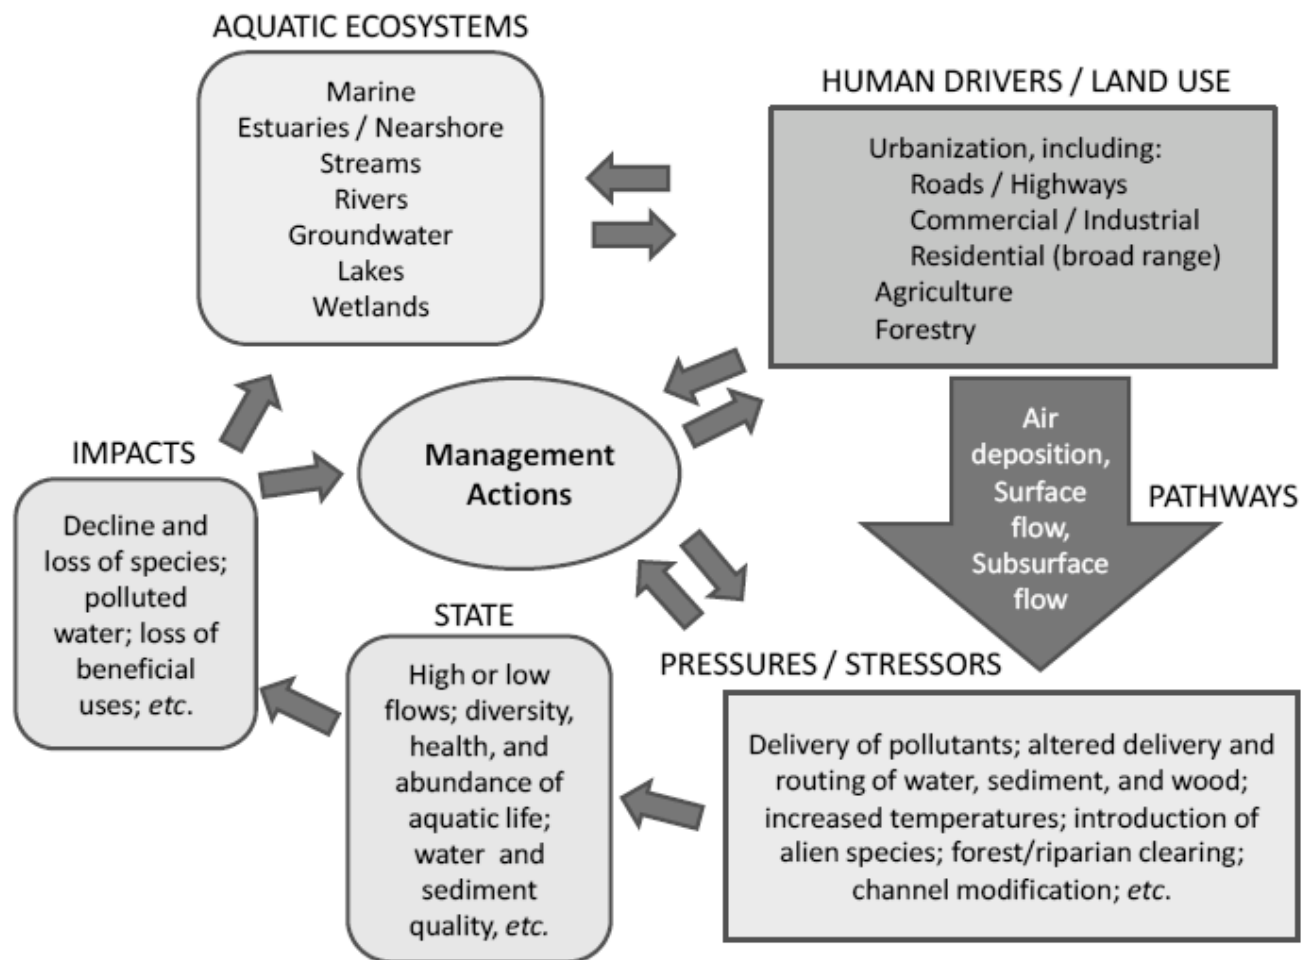 AQUATIC ECOSYSTEMS
Marine
Estuaries / Nearshore
Streams
Rivers
Groundwater
Lakes
Wetlands
HUMAN DRIVERS / LAND USE
Urbanization, including:
Roads / Highways
Commercial / Industrial
Residential (broad range)
Agriculture
Forestry
Air
deposition,
Surface
flow,
Subsurface
flow
PATHWAYS
Management
Actions
IMPACTS
Decline and
loss of species;
polluted
water; loss of
beneficial
uses; etc.
STATE
High or low
flows; diversity,
health, and
abundance of
aquatic life;
water and
sediment
quality, etc.
PRESSURES / STRESSORS
Delivery of pollutants; altered delivery and
routing of water, sediment, and wood;
increased temperatures; introduction of
alien species; forest/riparian clearing;
channel modification; etc.